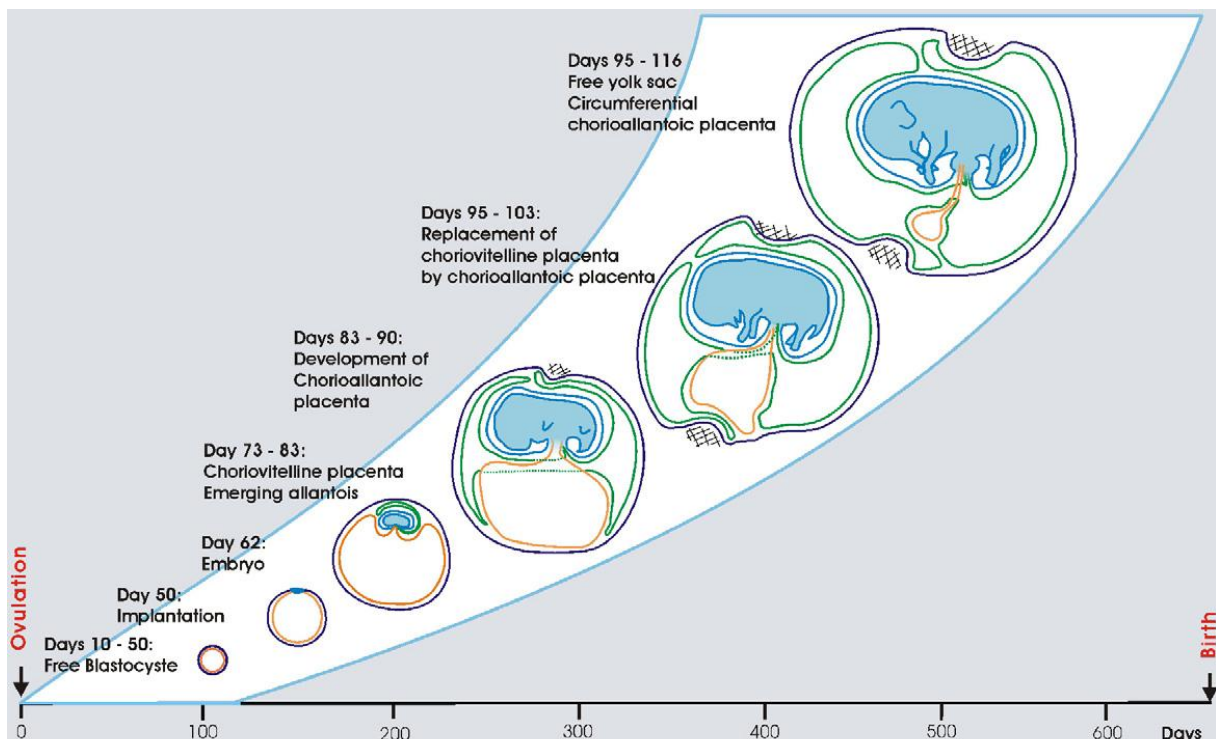 Days 95 - 116
Free yolk sac
Circumferential
chorioallantoic placenta
Days 95 - 103:
Replacement of
choriovitelline placenta
by chorioallantoic placenta
Days 83 - 90:
Development of
Chorioallantoic
placenta
Day 73 - 83:
Choriovitelline placenta
Emerging allantois
Day 62:
Embryo
Day 50:
Implantation
Days 10 - 50:
Free Blastocyste
Ovulation
Birth
0 100 200 300 400 500 600 Days